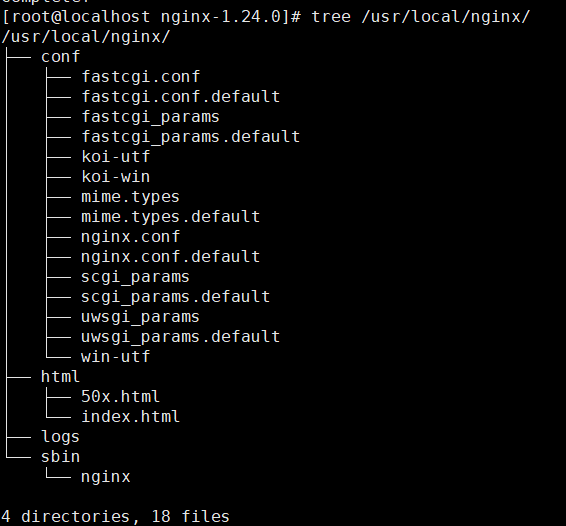 [root@localhost nginx-1.24.0]# tree /usr/local/nginx/
/usr/local/nginx/
├── conf
│   ├── fastcgi.conf
│   ├── fastcgi.conf.default
│   ├── fastcgi_params
│   ├── fastcgi_params.default
│   ├── koi-utf
│   ├── koi-win
│   ├── mime.types
│   ├── mime.types.default
│   ├── nginx.conf
│   ├── nginx.conf.default
│   ├── scgi_params
│   ├── scgi_params.default
│   ├── uwsgi_params
│   ├── uwsgi_params.default
│   └── win-utf
├── html
│   ├── 50x.html
│   └── index.html
├── logs
└── sbin
    └── nginx

4 directories, 18 files